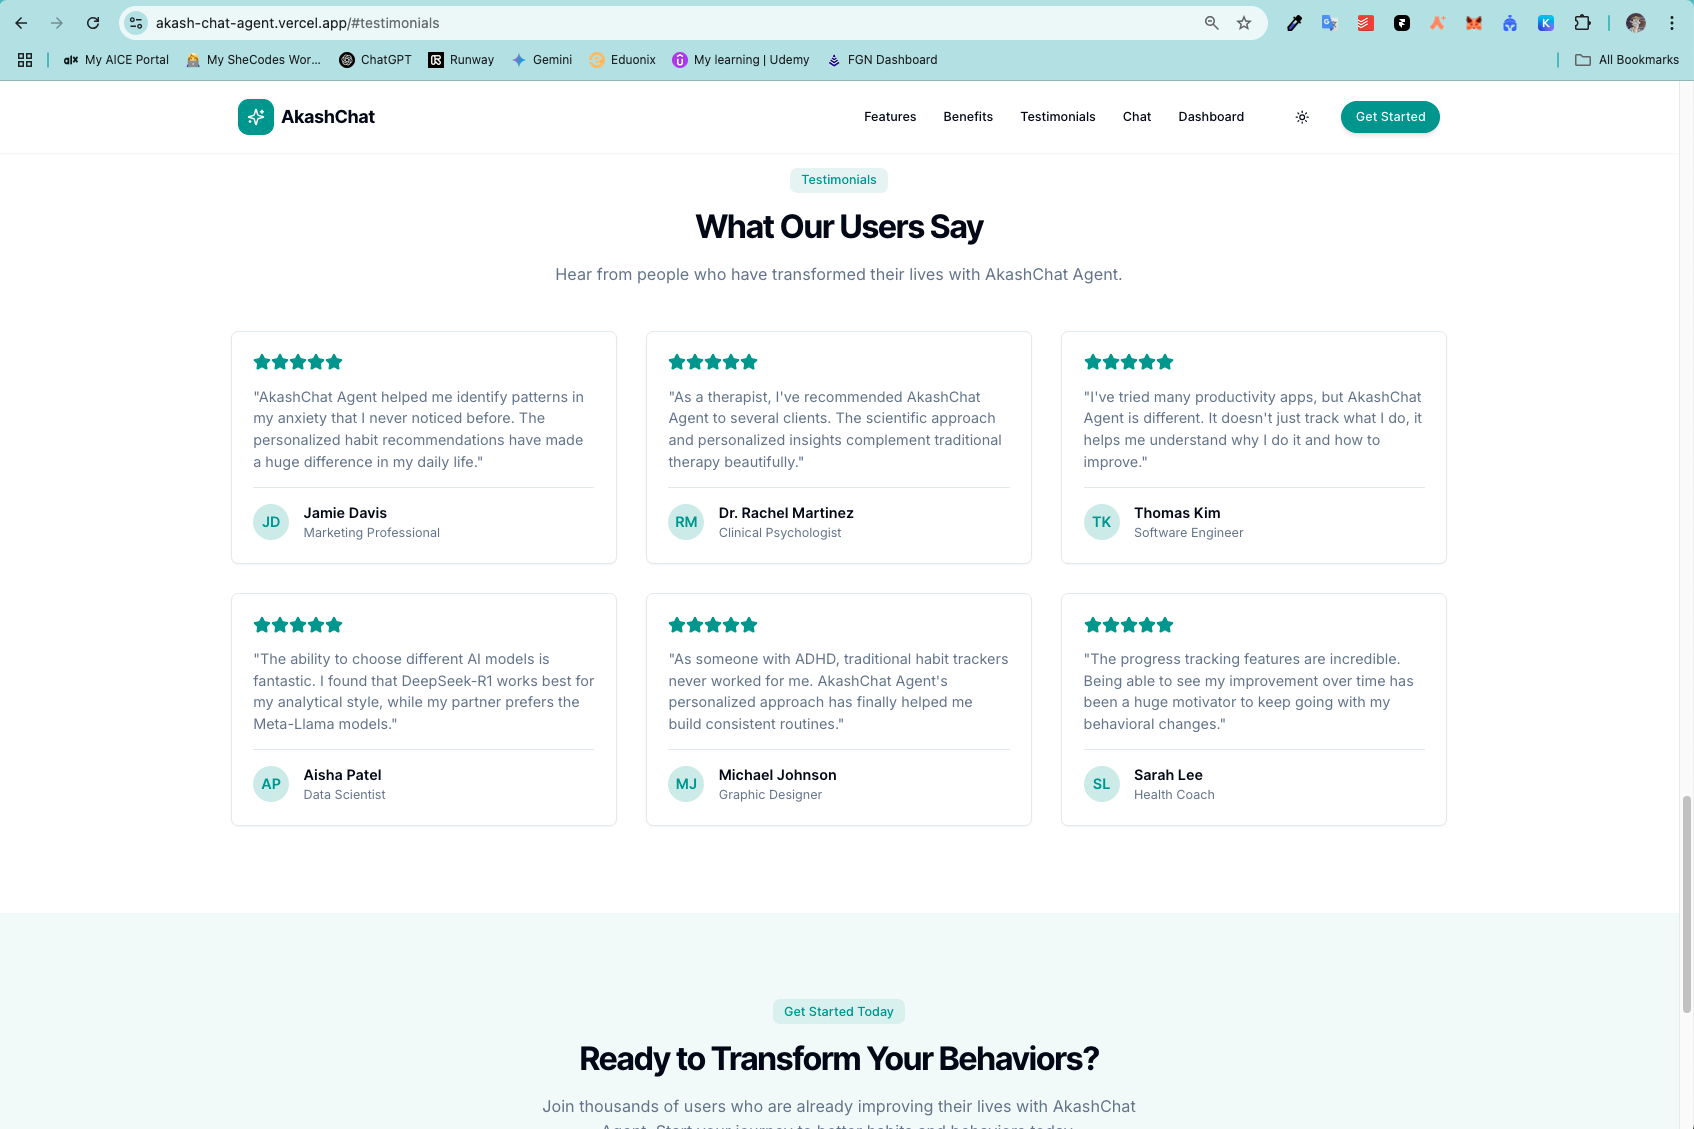 akash-chat-agent.vercel.app/#testimonials
My AICE Portal My SheCodes Wor... ChatGPT Runway Gemini Eduonix My learning | Udemy FGN Dashboard All Bookmarks
AkashChat Features Benefits Testimonials Chat Dashboard Get Started
Testimonials
What Our Users Say
Hear from people who have transformed their lives with AkashChat Agent.
"AkashChat Agent helped me identify patterns in
my anxiety that I never noticed before. The
personalized habit recommendations have made
a huge difference in my daily life."
JD
Jamie Davis
Marketing Professional
"As a therapist, I've recommended AkashChat
Agent to several clients. The scientific approach
and personalized insights complement traditional
therapy beautifully."
RM
Dr. Rachel Martinez
Clinical Psychologist
"I've tried many productivity apps, but AkashChat
Agent is different. It doesn't just track what I do, it
helps me understand why I do it and how to
improve."
TK
Thomas Kim
Software Engineer
"The ability to choose different AI models is
fantastic. I found that DeepSeek-R1 works best for
my analytical style, while my partner prefers the
Meta-Llama models."
AP
Aisha Patel
Data Scientist
"As someone with ADHD, traditional habit trackers
never worked for me. AkashChat Agent's
personalized approach has finally helped me
build consistent routines."
MJ
Michael Johnson
Graphic Designer
"The progress tracking features are incredible.
Being able to see my improvement over time has
been a huge motivator to keep going with my
behavioral changes."
SL
Sarah Lee
Health Coach
Get Started Today
Ready to Transform Your Behaviors?
Join thousands of users who are already improving their lives with AkashChat
Agent. Start your journey to better habits and behaviors today.